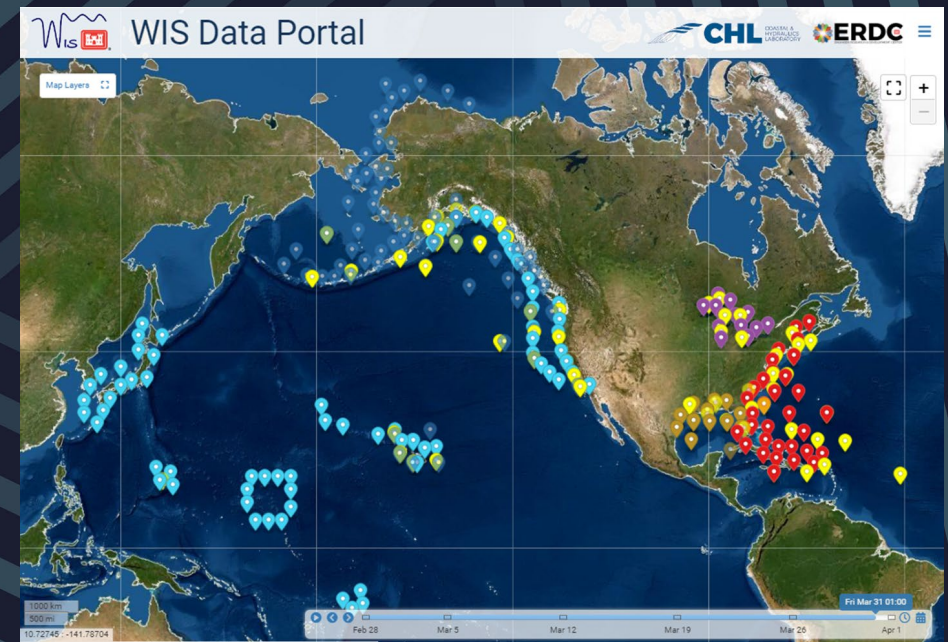 WIS
WIS Data Portal
CHL
COASTAL &
HYDRAULICS
LABORATORY
ERDC
Map Layers
+
−
1000 km
500 mi
10.72745 : -141.78704
Fri Mar 31 01:00
Feb 28
Mar 5
Mar 12
Mar 19
Mar 26
Apr 1